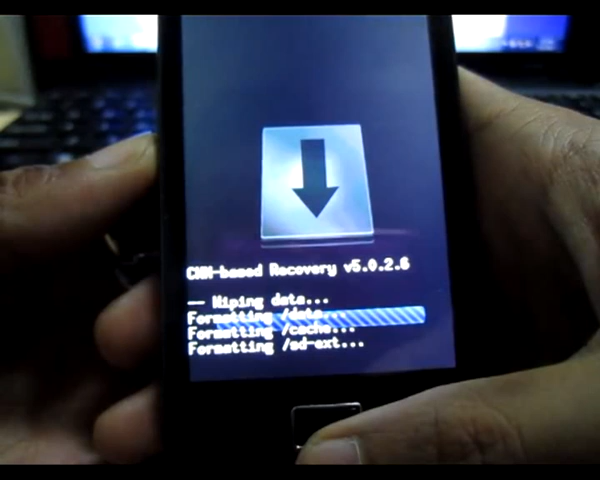 CWM-based Recovery v5.0.2.6
-- Wiping data...
Formatting /data...
Formatting /cache...
Formatting /sd-ext...